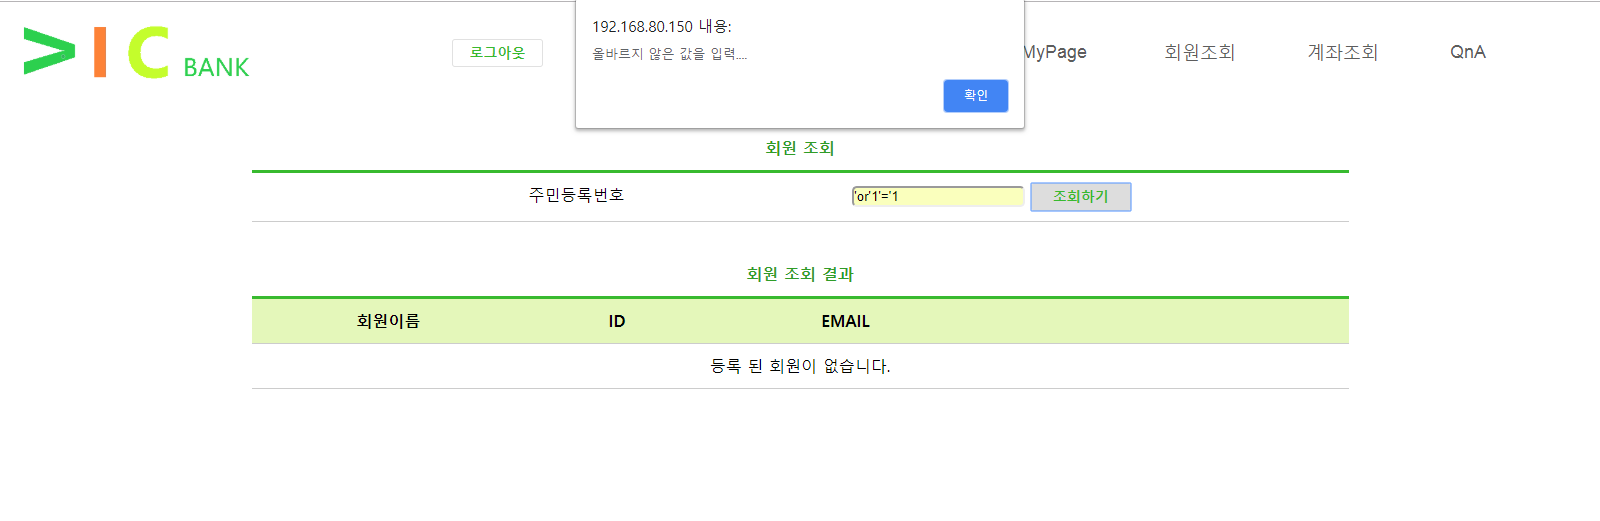 192.168.80.150 내용:
올바르지 않은 값을 입력....
확인
>IC BANK
로그아웃
MyPage
회원조회
계좌조회
QnA
회원 조회
주민등록번호
'or'1'='1
조회하기
회원 조회 결과
회원이름 ID EMAIL
등록 된 회원이 없습니다.